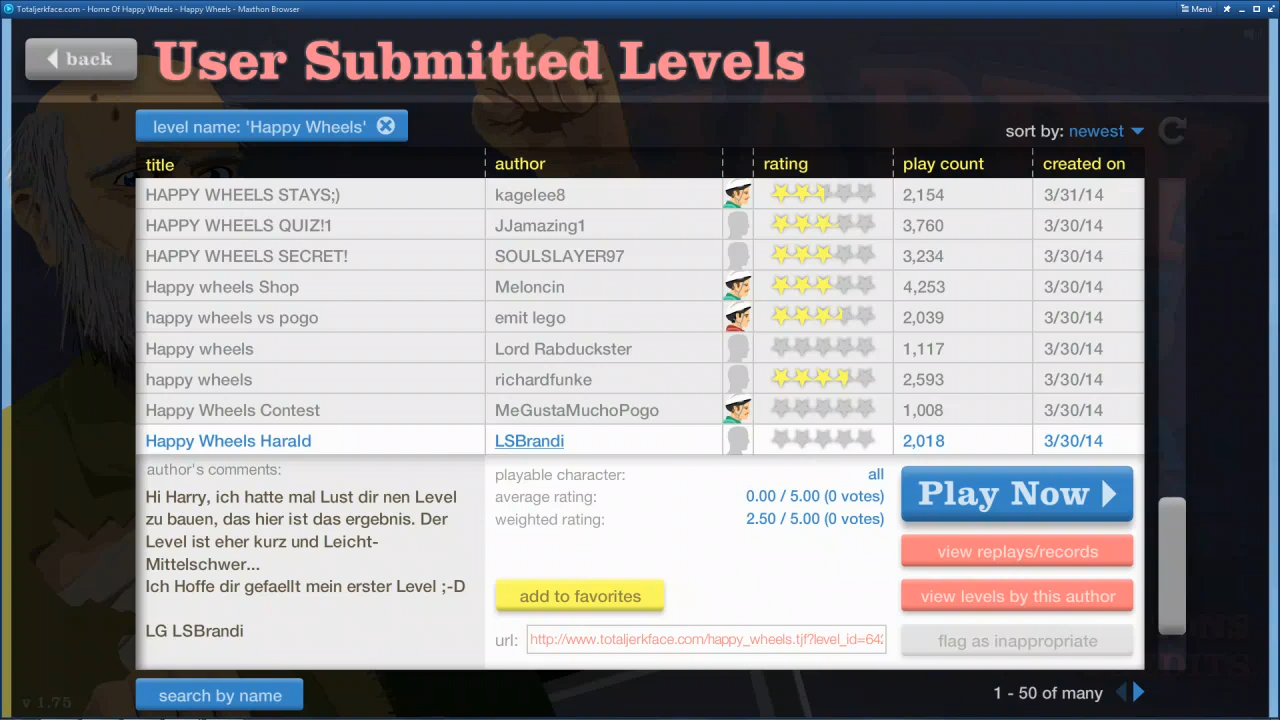 Totaljerkface.com - Home Of Happy Wheels - Happy Wheels - Maxthon Browser
Menü
back
User Submitted Levels
level name: 'Happy Wheels'
sort by: newest
title author rating play count created on
HAPPY WHEELS STAYS;) kagelee8 2,154 3/31/14
HAPPY WHEELS QUIZ!1 JJamazing1 3,760 3/30/14
HAPPY WHEELS SECRET! SOULSLAYER97 3,234 3/30/14
Happy wheels Shop Meloncin 4,253 3/30/14
happy wheels vs pogo emit lego 2,039 3/30/14
Happy wheels Lord Rabduckster 1,117 3/30/14
happy wheels richardfunke 2,593 3/30/14
Happy Wheels Contest MeGustaMuchoPogo 1,008 3/30/14
Happy Wheels Harald LSBrandi 2,018 3/30/14
author's comments:
Hi Harry, ich hatte mal Lust dir nen Level
zu bauen, das hier ist das ergebnis. Der
Level ist eher kurz und Leicht-
Mittelschwer...
Ich Hoffe dir gefaellt mein erster Level ;-D
LG LSBrandi
playable character: all
average rating: 0.00 / 5.00 (0 votes)
weighted rating: 2.50 / 5.00 (0 votes)
add to favorites
url: http://www.totaljerkface.com/happy_wheels.tjf?level_id=64
Play Now
view replays/records
view levels by this author
flag as inappropriate
v 1.75
search by name
1 - 50 of many